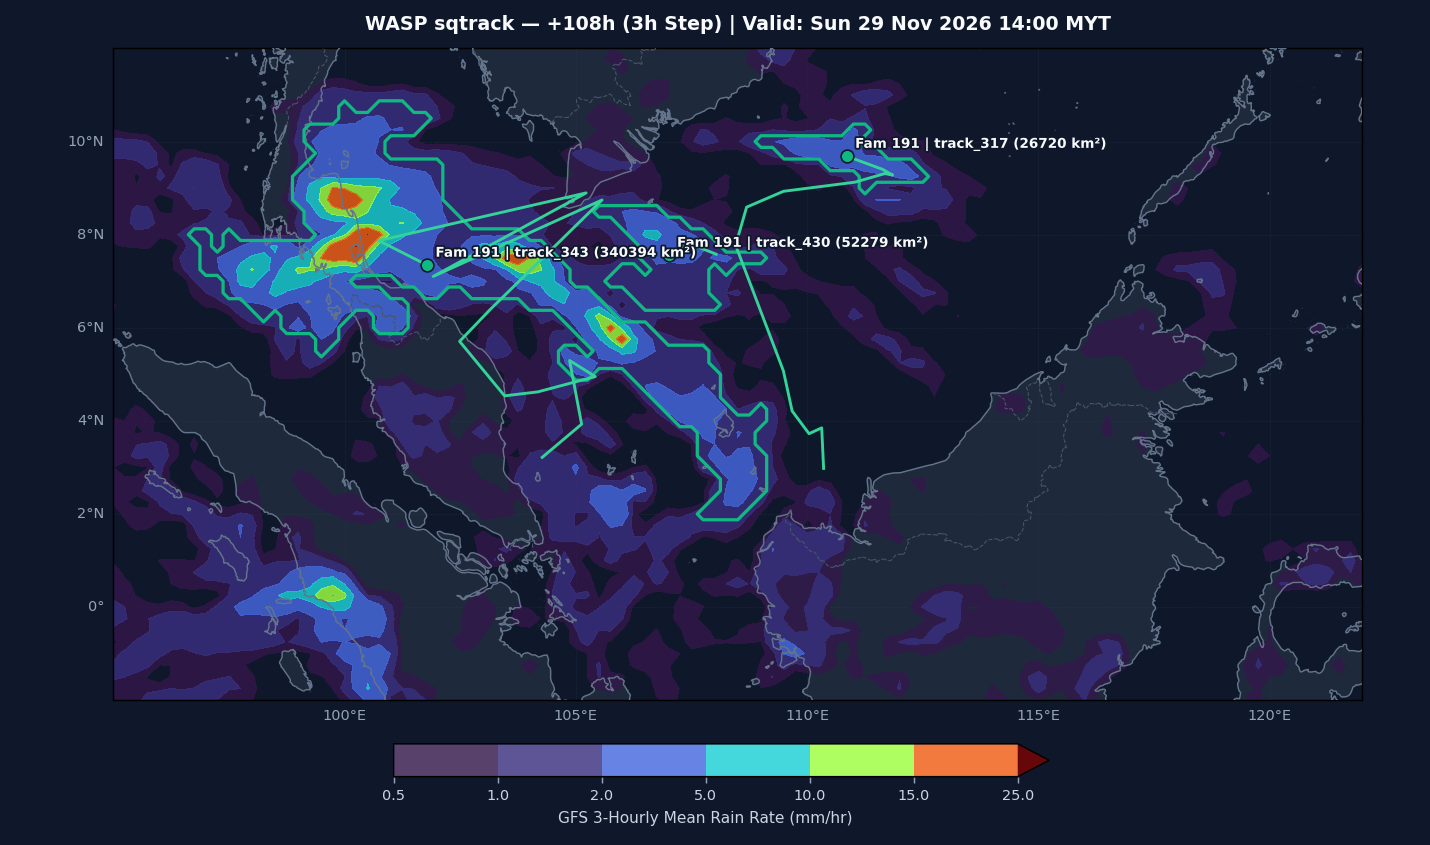 WASP sqtrack — +108h (3h Step) | Valid: Sun 29 Nov 2026 14:00 MYT
10°N
8°N
6°N
4°N
2°N
0°
Fam 191 | track_317 (26720 km²)
Fam 191 | track_430 (52279 km²)
Fam 191 | track_343 (340394 km²)
100°E
105°E
110°E
115°E
120°E
0.5
1.0
2.0
5.0
10.0
15.0
25.0
GFS 3-Hourly Mean Rain Rate (mm/hr)